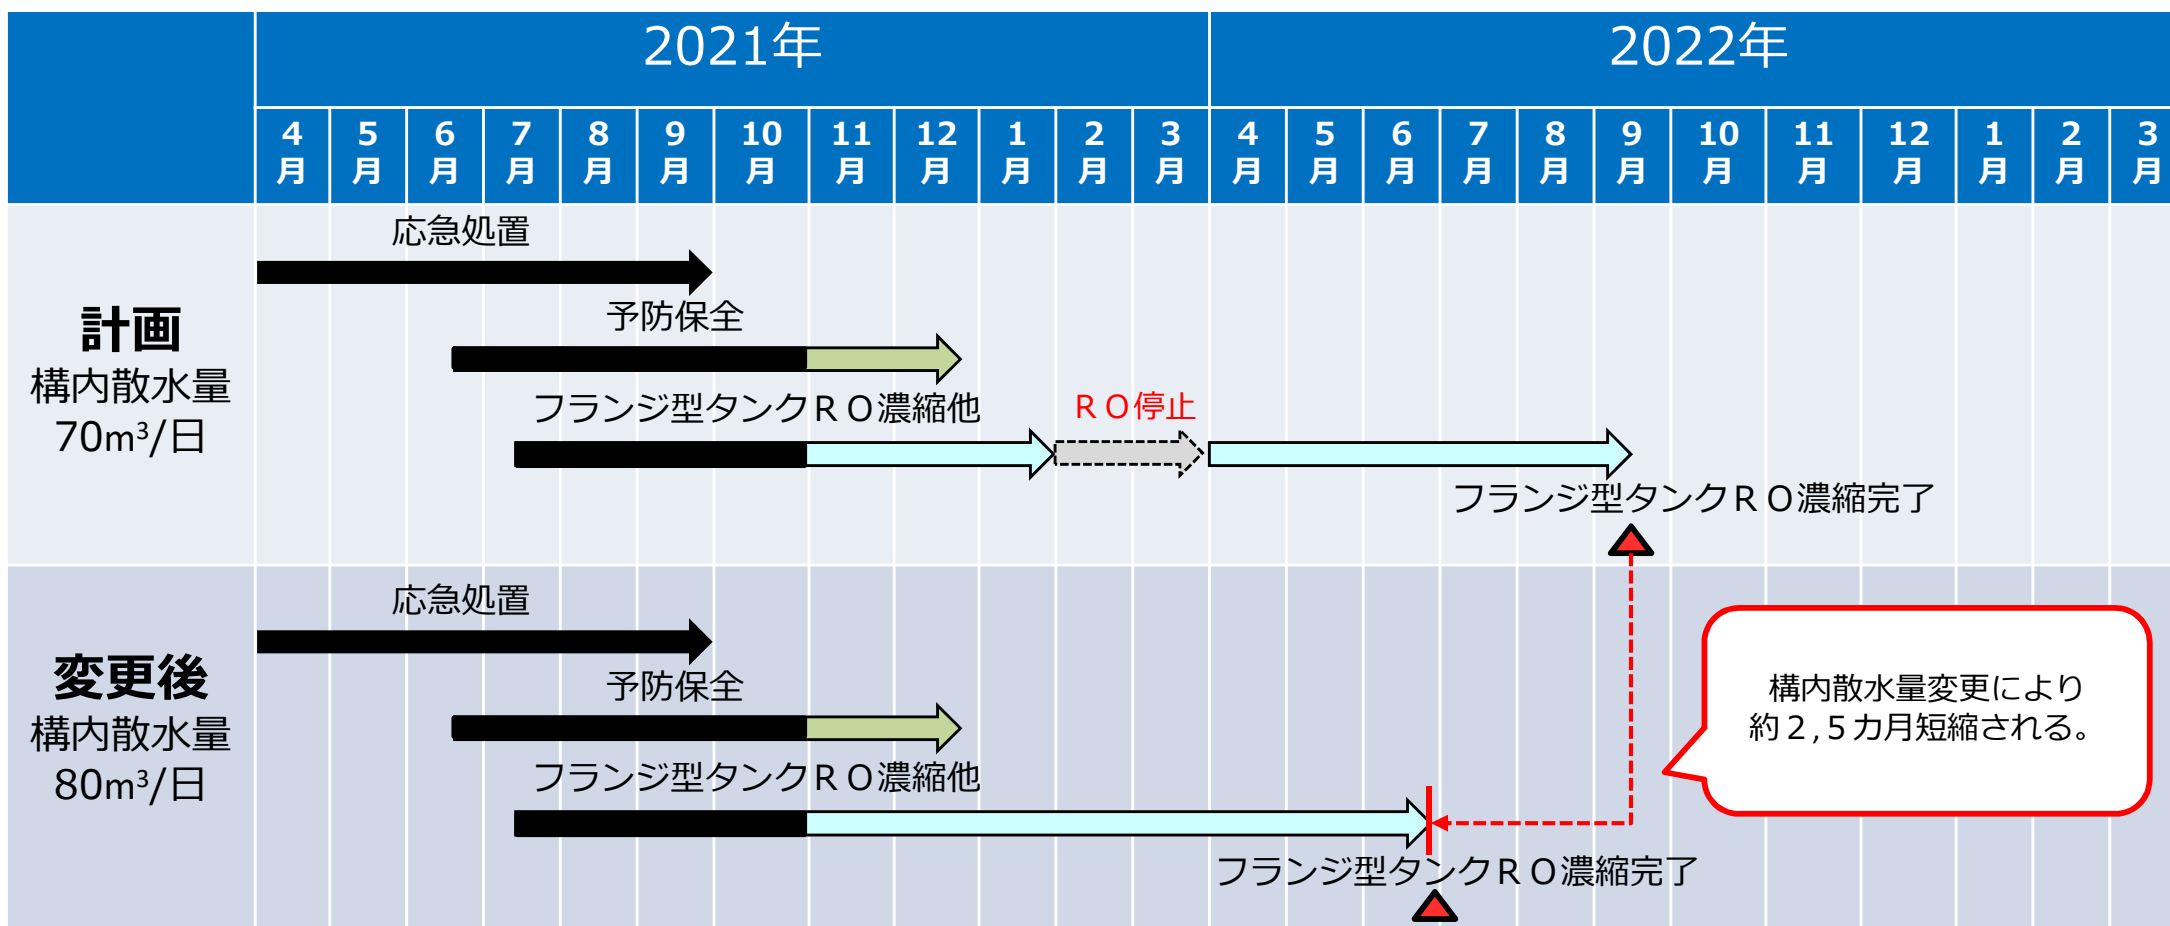 2021年
2022年
4月
5月
6月
7月
8月
9月
10月
11月
12月
1月
2月
3月
4月
5月
6月
7月
8月
9月
10月
11月
12月
1月
2月
3月
計画
構内散水量
70m³/日
応急処置
予防保全
フランジ型タンクRO濃縮他
RO停止
フランジ型タンクRO濃縮完了
変更後
構内散水量
80m³/日
応急処置
予防保全
フランジ型タンクRO濃縮他
フランジ型タンクRO濃縮完了
構内散水量変更により
約2,5カ月短縮される。